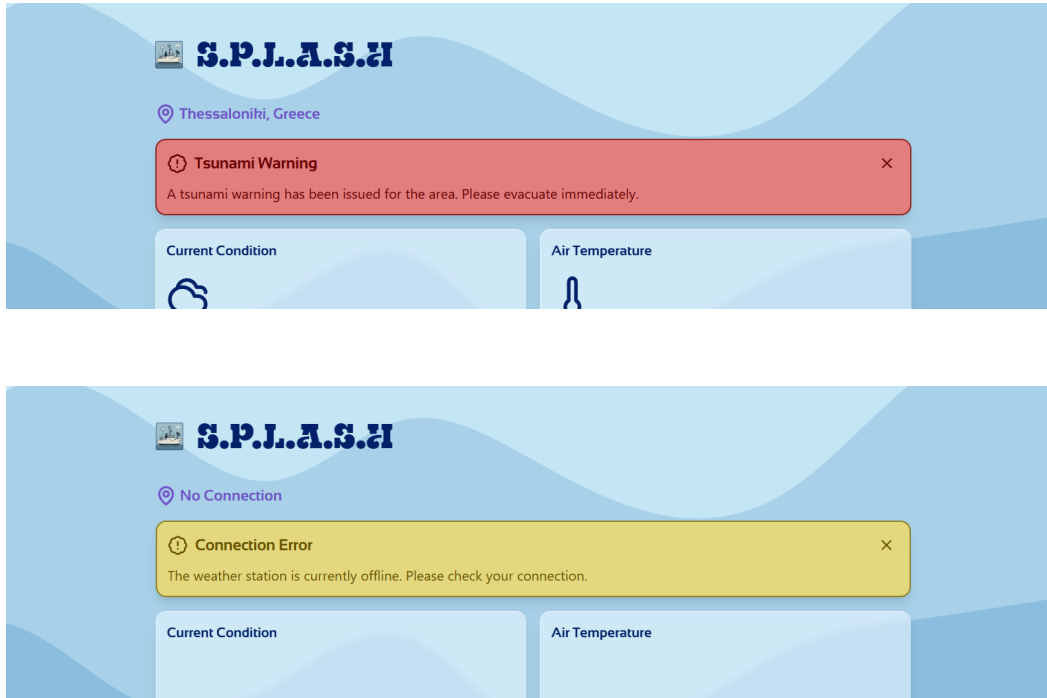 S.P.L.A.S.H
Thessaloniki, Greece
Tsunami Warning
A tsunami warning has been issued for the area. Please evacuate immediately.
Current Condition
Air Temperature
S.P.L.A.S.H
No Connection
Connection Error
The weather station is currently offline. Please check your connection.
Current Condition
Air Temperature